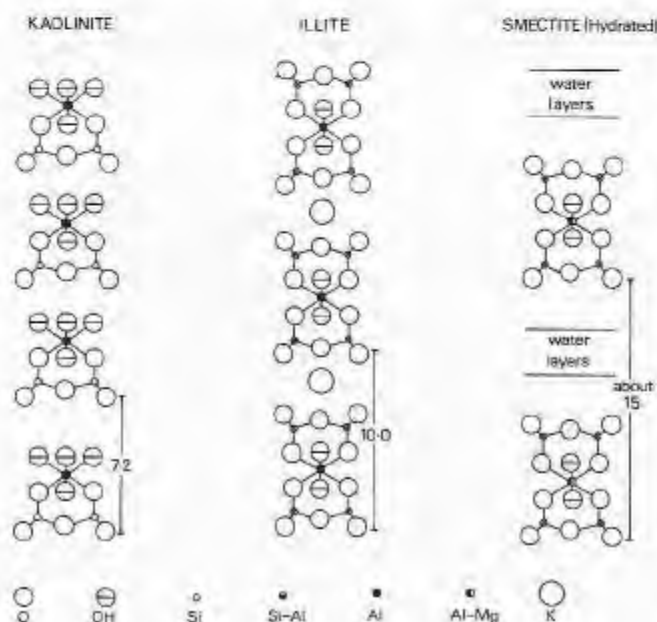 KAOLINITE
ILLITE
SMECTITE (Hydrated)
water
layers
water
layers
about
15
7·2
10·0
O
OH
Si
Si–Al
Al
Al–Mg
K